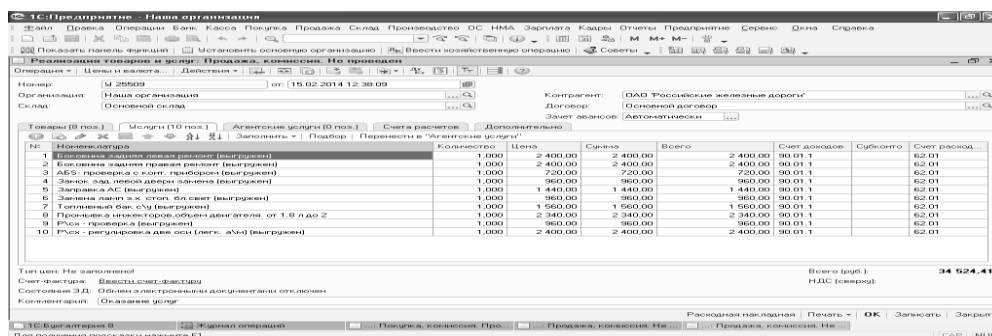 1С:Предприятие - Наша организация
Файл Правка Операции Банк Касса Покупка Продажа Склад Производство ОС НМА Зарплата Кадры Отчеты Предприятие Сервис Окна Справка
M M+ M-
Показать панель функций Установить основную организацию Ввести хозяйственную операцию Советы
Реализация товаров и услуг: Продажа, комиссия. Не проведен
Операция Цены и валюта... Действия
Номер: У 25509 от: 15.02.2014 12:38:09
Организация: Наша организация Контрагент: ОАО "Российские железные дороги"
Склад: Основной склад Договор: Основной договор
Зачет авансов: Автоматически
Товары (8 поз.) Услуги (10 поз.) Агентские услуги (0 поз.) Счета расчетов Дополнительно
Заполнить Подбор Перенести в "Агентские услуги"
№ Номенклатура Количество Цена Сумма Всего Счет доходов Субконто Счет расход...
1 Боковина задняя левая ремонт (выгружен) 1,000 2 400,00 2 400,00 2 400,00 90.01.1 62.01
2 Боковина задняя правая ремонт (выгружен) 1,000 2 400,00 2 400,00 2 400,00 90.01.1 62.01
3 АБS- проверка с конт. прибором (выгружен) 1,000 720,00 720,00 720,00 90.01.1 62.01
4 Замок зад.левой двери замена (выгружен) 1,000 960,00 960,00 960,00 90.01.1 62.01
5 Заправка АС (выгружен) 1,000 1 440,00 1 440,00 1 440,00 90.01.1 62.01
6 Замена ламп з.х. стоп. бл.свет (выгружен) 1,000 960,00 960,00 960,00 90.01.1 62.01
7 Топливный бак с\у (выгружен) 1,000 1 560,00 1 560,00 1 560,00 90.01.1 62.01
8 Промывка инжекторов,объем двигателя от 1.8 л до 2 1,000 2 340,00 2 340,00 2 340,00 90.01.1 62.01
9 Р\сх - проверка (выгружен) 1,000 960,00 960,00 960,00 90.01.1 62.01
10 Р\сх - регулировка две оси (легк. а\м) (выгружен) 1,000 2 400,00 2 400,00 2 400,00 90.01.1 62.01
Тип цен: Не заполнено! Всего (руб.): 34 524,41
Счет-фактура: Ввести счет-фактуру НДС (сверху):
Состояние ЭД: Обмен электронными документами отключен
Комментарий: Оказание услуг
Расходная накладная Печать OK Записать Закрыть
1С:Бухгалтерия 8 Журнал операций ...: Покупка, комиссия. Про... ...: Продажа, комиссия. Не ... ...: Продажа, комиссия. Не ...
Для получения подсказки нажмите F1 CAP NUM